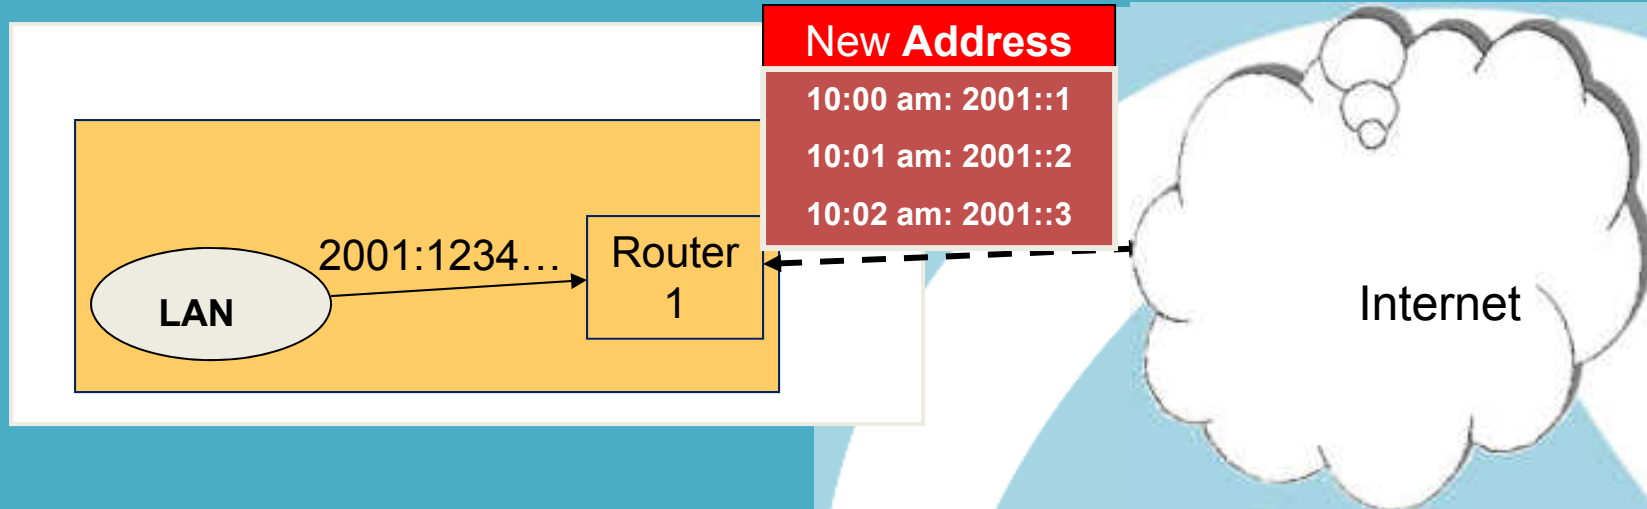 New Address
10:00 am: 2001::1
10:01 am: 2001::2
10:02 am: 2001::3
2001:1234…
Router
1
LAN
Internet